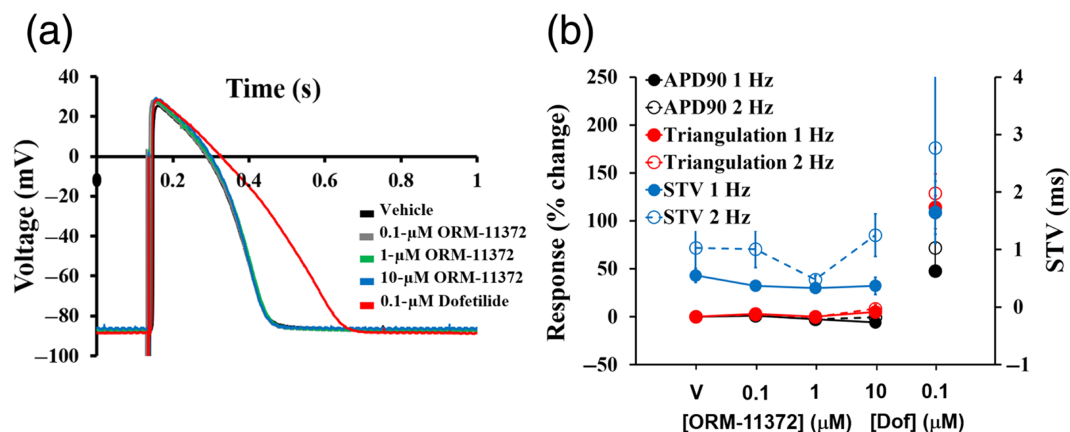 (a)
Time (s)
Voltage (mV)
40
20
0
−20
−40
−60
−80
−100
0 0.2 0.4 0.6 0.8 1
Vehicle
0.1-µM ORM-11372
1-µM ORM-11372
10-µM ORM-11372
0.1-µM Dofetilide
(b)
Response (% change)
250
200
150
100
50
0
−50
APD90 1 Hz
APD90 2 Hz
Triangulation 1 Hz
Triangulation 2 Hz
STV 1 Hz
STV 2 Hz
4
3
2
1
0
−1
STV (ms)
V 0.1 1 10 0.1
[ORM-11372] (µM) [Dof] (µM)